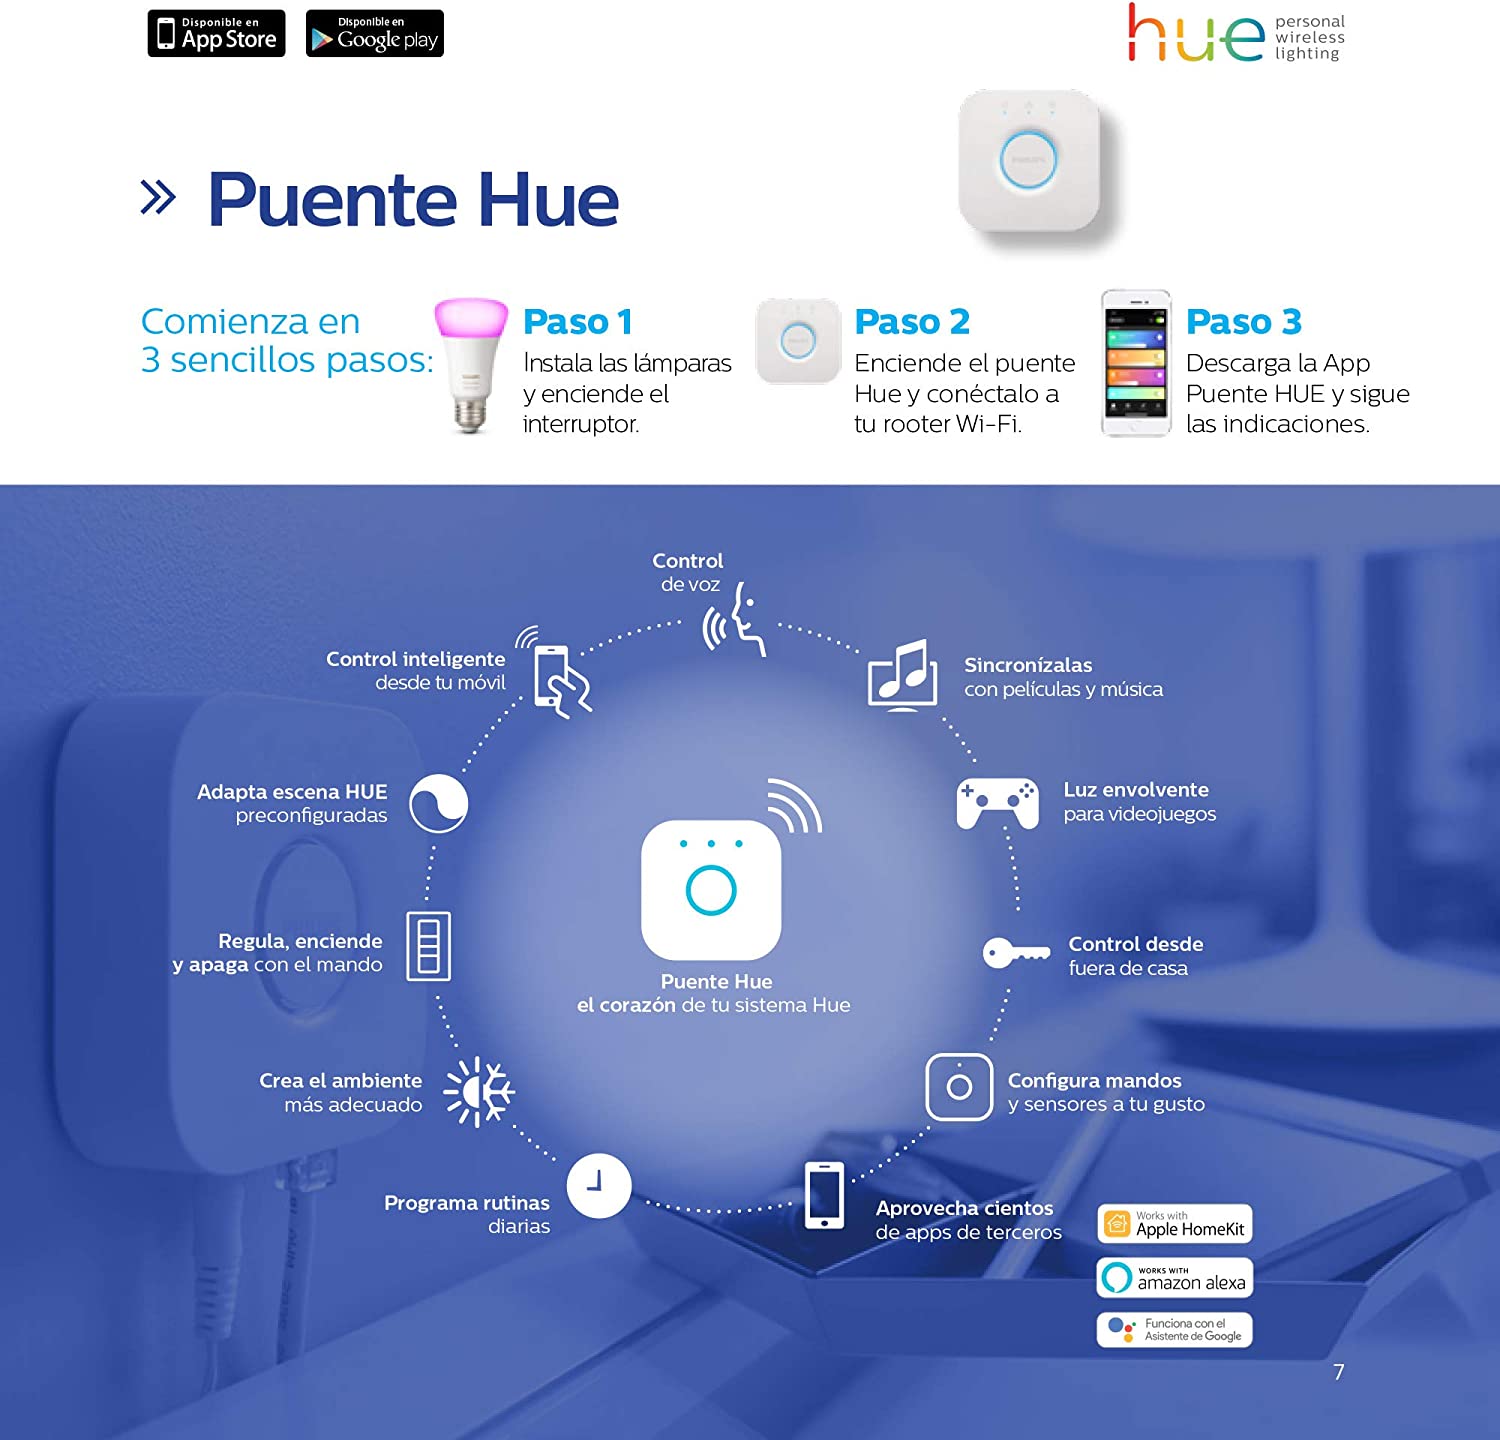 Disponible en
App Store
Disponible en
Google play
hue personal
wireless
lighting
PHILIPS
» Puente Hue
Comienza en
3 sencillos pasos:
Paso 1
Instala las lámparas
y enciende el
interruptor.
Paso 2
Enciende el puente
Hue y conéctalo a
tu rooter Wi-Fi.
Paso 3
Descarga la App
Puente HUE y sigue
las indicaciones.
Control
de voz
Control inteligente
desde tu móvil
Sincronízalas
con películas y música
Adapta escena HUE
preconfiguradas
Luz envolvente
para videojuegos
Regula, enciende
y apaga con el mando
Puente Hue
el corazón de tu sistema Hue
Control desde
fuera de casa
Crea el ambiente
más adecuado
Configura mandos
y sensores a tu gusto
Programa rutinas
diarias
Aprovecha cientos
de apps de terceros
Works with
Apple HomeKit
WORKS WITH
amazon alexa
Funciona con el
Asistente de Google
7